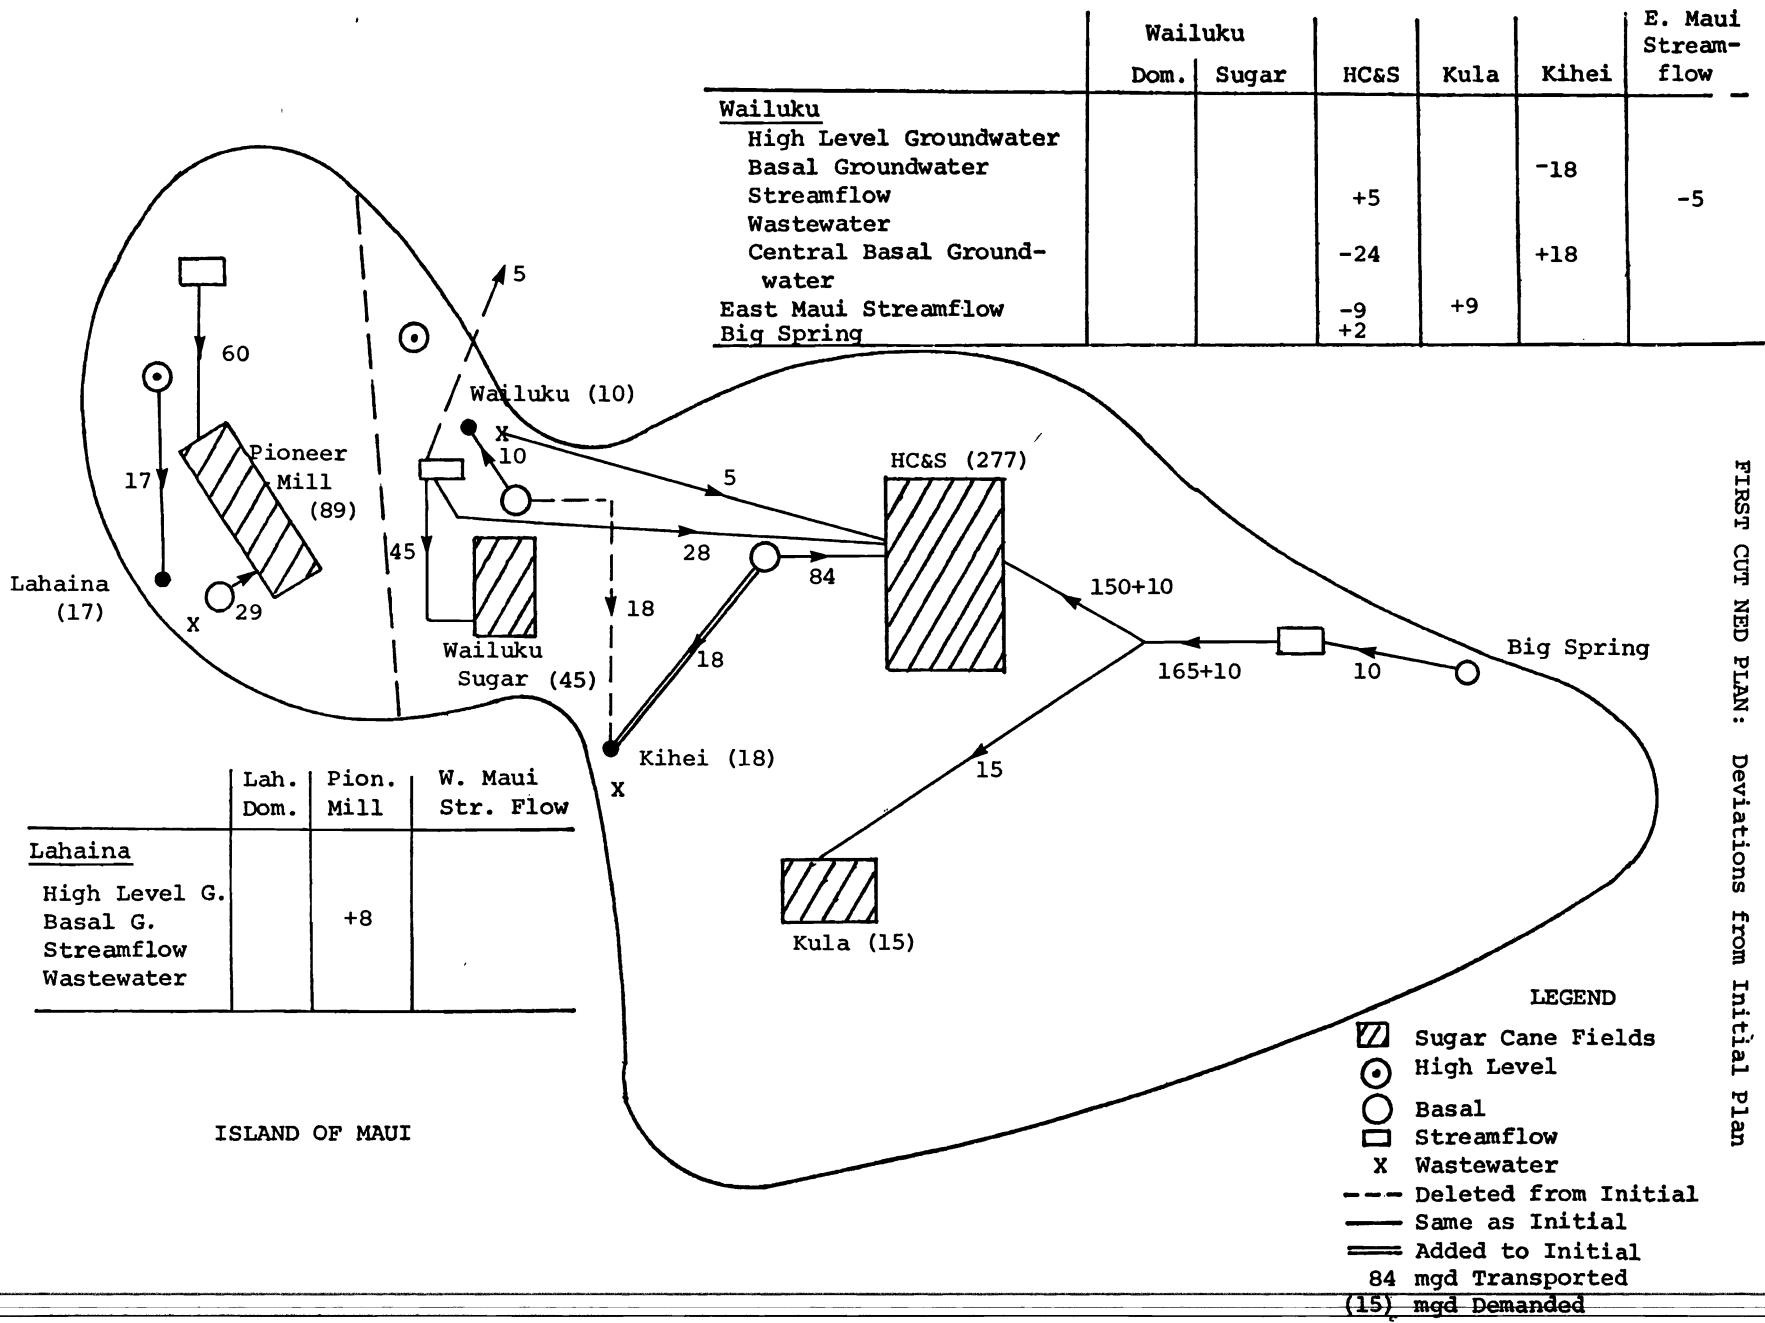 Wailuku
E. Maui
Stream-
flow
Dom. Sugar HC&S Kula Kihei
Wailuku
High Level Groundwater
Basal Groundwater -18
Streamflow +5 -5
Wastewater
Central Basal Ground- -24 +18
water
East Maui Streamflow -9 +9
Big Spring +2
5
60
Wailuku (10)
X
10
17
Pioneer
Mill
(89)
5
HC&S (277)
45
28
84
150+10
Lahaina
(17)
29
X
18
18
Wailuku
Sugar (45)
165+10
10
Big Spring
Kihei (18)
X
15
Kula (15)
Lah.
Dom.
Pion.
Mill
W. Maui
Str. Flow
Lahaina
High Level G.
Basal G. +8
Streamflow
Wastewater
ISLAND OF MAUI
LEGEND
Sugar Cane Fields
High Level
Basal
Streamflow
X Wastewater
Deleted from Initial
Same as Initial
Added to Initial
84 mgd Transported
(15) mgd Demanded
FIRST CUT NED PLAN: Deviations from Initial Plan